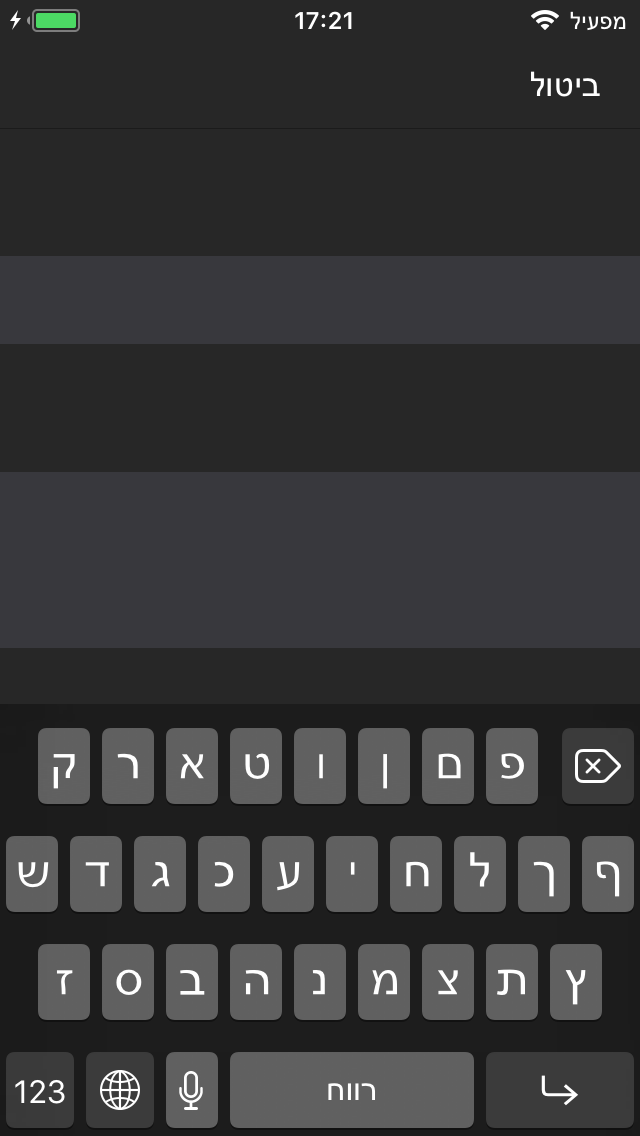 מפעיל 17:21
ביטול
ק ר א ט ו ן ם פ
ש ד ג כ ע י ח ל ך ף
ז ס ב ה נ מ צ ת ץ
123 רווח